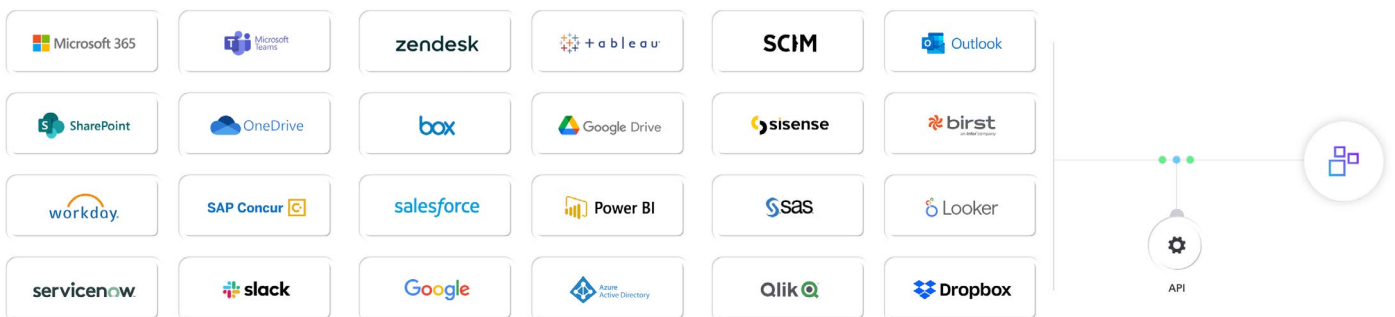 Microsoft 365
Microsoft
Teams
zendesk
+ableau
SCIM
Outlook
SharePoint
OneDrive
box
Google Drive
sisense
birst
an infor company
workday.
SAP Concur
salesforce
Power BI
sas
Looker
servicenow
slack
Google
Azure
Active Directory
Qlik
Dropbox
API